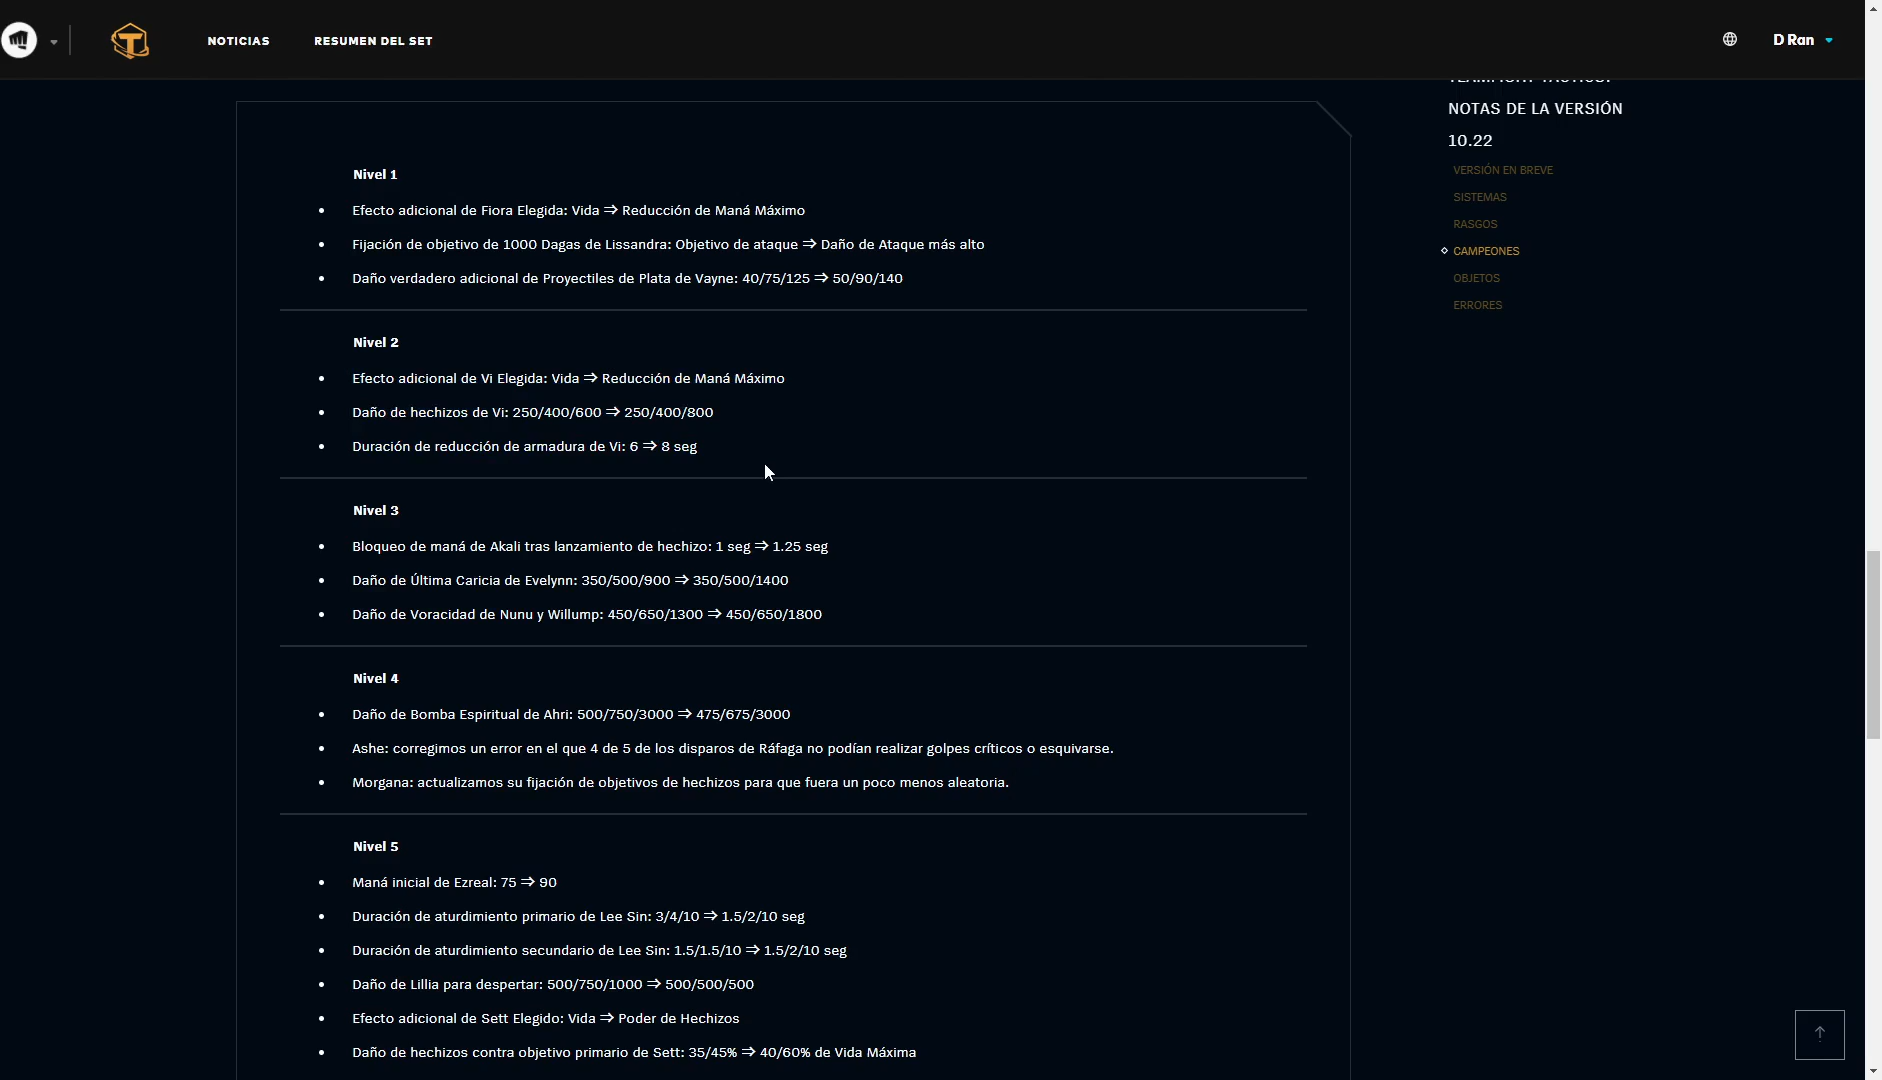 NOTICIAS
RESUMEN DEL SET
D Ran
Nivel 1
Efecto adicional de Fiora Elegida: Vida ⇒ Reducción de Maná Máximo
Fijación de objetivo de 1000 Dagas de Lissandra: Objetivo de ataque ⇒ Daño de Ataque más alto
Daño verdadero adicional de Proyectiles de Plata de Vayne: 40/75/125 ⇒ 50/90/140
Nivel 2
Efecto adicional de Vi Elegida: Vida ⇒ Reducción de Maná Máximo
Daño de hechizos de Vi: 250/400/600 ⇒ 250/400/800
Duración de reducción de armadura de Vi: 6 ⇒ 8 seg
Nivel 3
Bloqueo de maná de Akali tras lanzamiento de hechizo: 1 seg ⇒ 1.25 seg
Daño de Última Caricia de Evelynn: 350/500/900 ⇒ 350/500/1400
Daño de Voracidad de Nunu y Willump: 450/650/1300 ⇒ 450/650/1800
Nivel 4
Daño de Bomba Espiritual de Ahri: 500/750/3000 ⇒ 475/675/3000
Ashe: corregimos un error en el que 4 de 5 de los disparos de Ráfaga no podían realizar golpes críticos o esquivarse.
Morgana: actualizamos su fijación de objetivos de hechizos para que fuera un poco menos aleatoria.
Nivel 5
Maná inicial de Ezreal: 75 ⇒ 90
Duración de aturdimiento primario de Lee Sin: 3/4/10 ⇒ 1.5/2/10 seg
Duración de aturdimiento secundario de Lee Sin: 1.5/1.5/10 ⇒ 1.5/2/10 seg
Daño de Lillia para despertar: 500/750/1000 ⇒ 500/500/500
Efecto adicional de Sett Elegido: Vida ⇒ Poder de Hechizos
Daño de hechizos contra objetivo primario de Sett: 35/45% ⇒ 40/60% de Vida Máxima
NOTAS DE LA VERSIÓN
10.22
VERSIÓN EN BREVE
SISTEMAS
RASGOS
CAMPEONES
OBJETOS
ERRORES